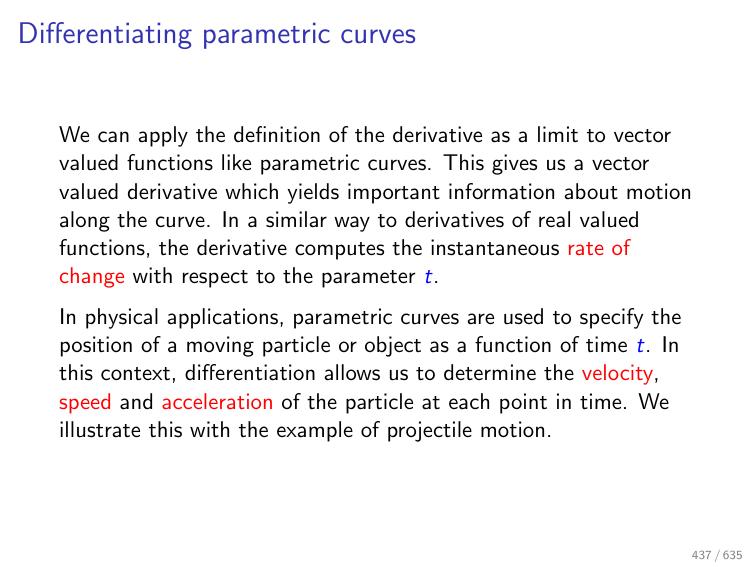 Differentiating parametric curves
We can apply the definition of the derivative as a limit to vector
valued functions like parametric curves. This gives us a vector
valued derivative which yields important information about motion
along the curve. In a similar way to derivatives of real valued
functions, the derivative computes the instantaneous rate of
change with respect to the parameter t.
In physical applications, parametric curves are used to specify the
position of a moving particle or object as a function of time t. In
this context, differentiation allows us to determine the velocity,
speed and acceleration of the particle at each point in time. We
illustrate this with the example of projectile motion.
437 / 635